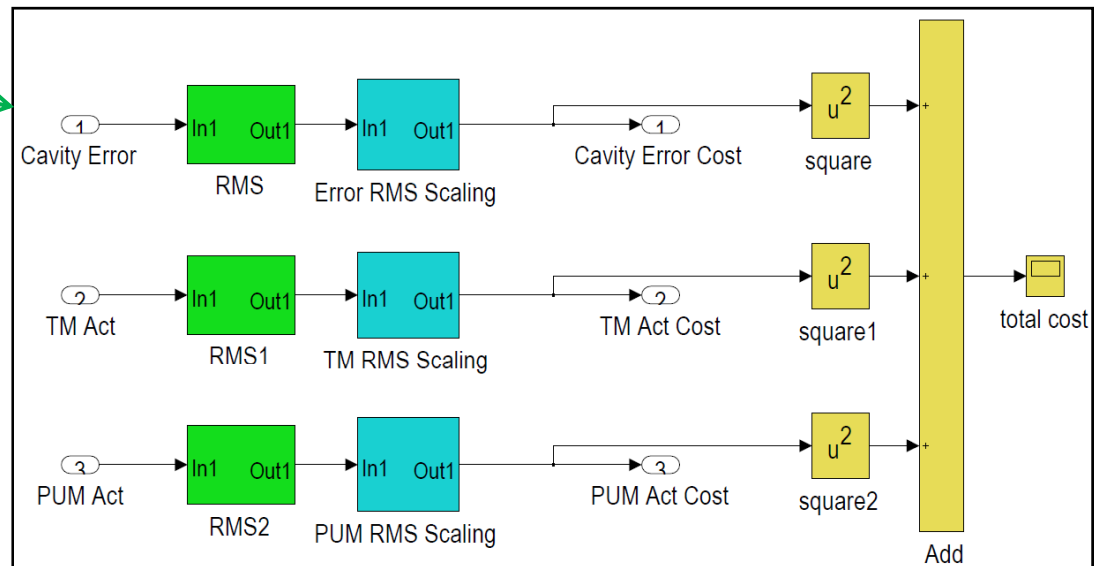 1
In1 Out1
1
u2
+
Cavity Error
Cavity Error Cost
square
RMS
Error RMS Scaling
2
In1 Out1
In1 Out1
2
u2
+
TM Act
TM Act Cost
square1
total cost
RMS1
TM RMS Scaling
3
In1 Out1
In1 Out1
3
u2
+
PUM Act
PUM Act Cost
square2
RMS2
PUM RMS Scaling
Add
In1 Out1